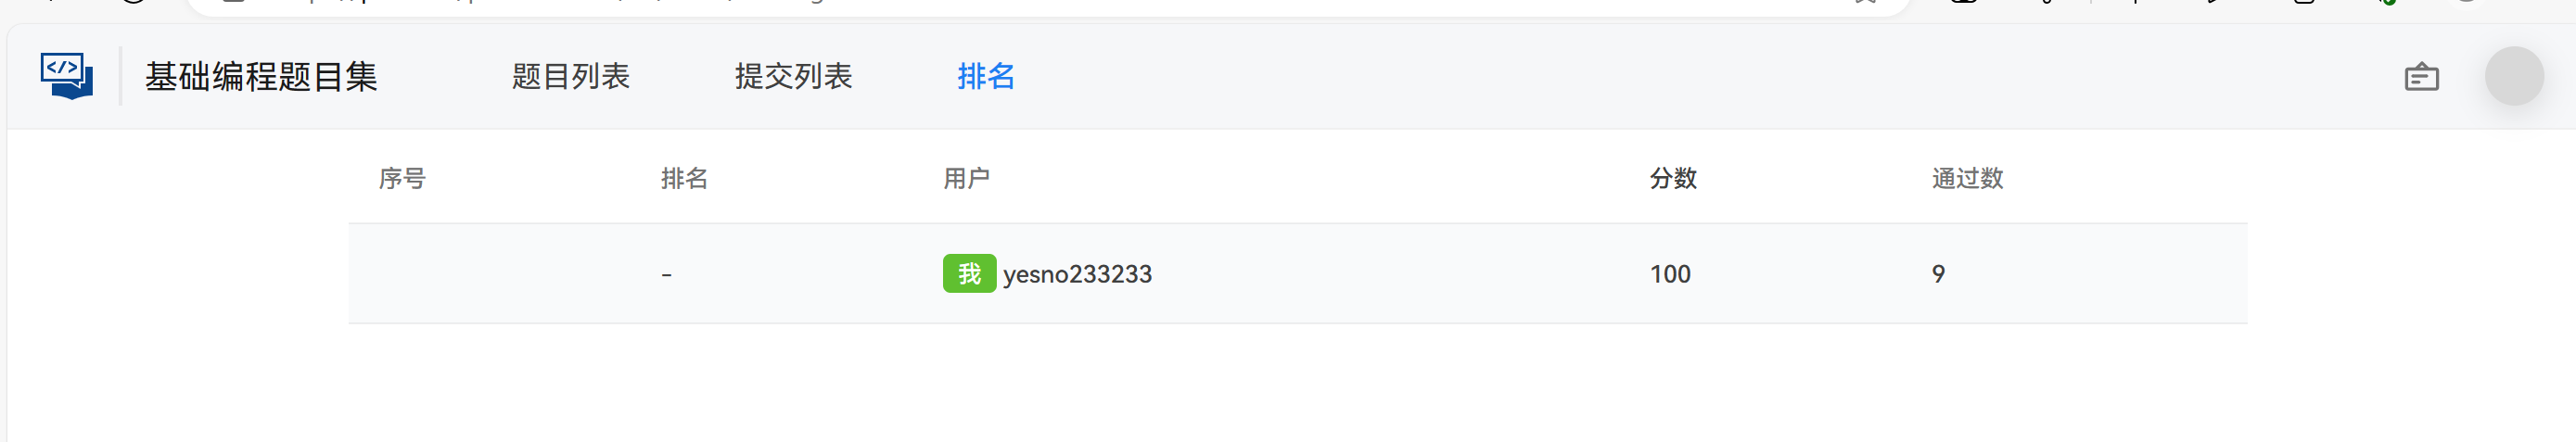 </> 基础编程题目集 题目列表 提交列表 排名
序号 排名 用户 分数 通过数
- 我 yesno233233 100 9